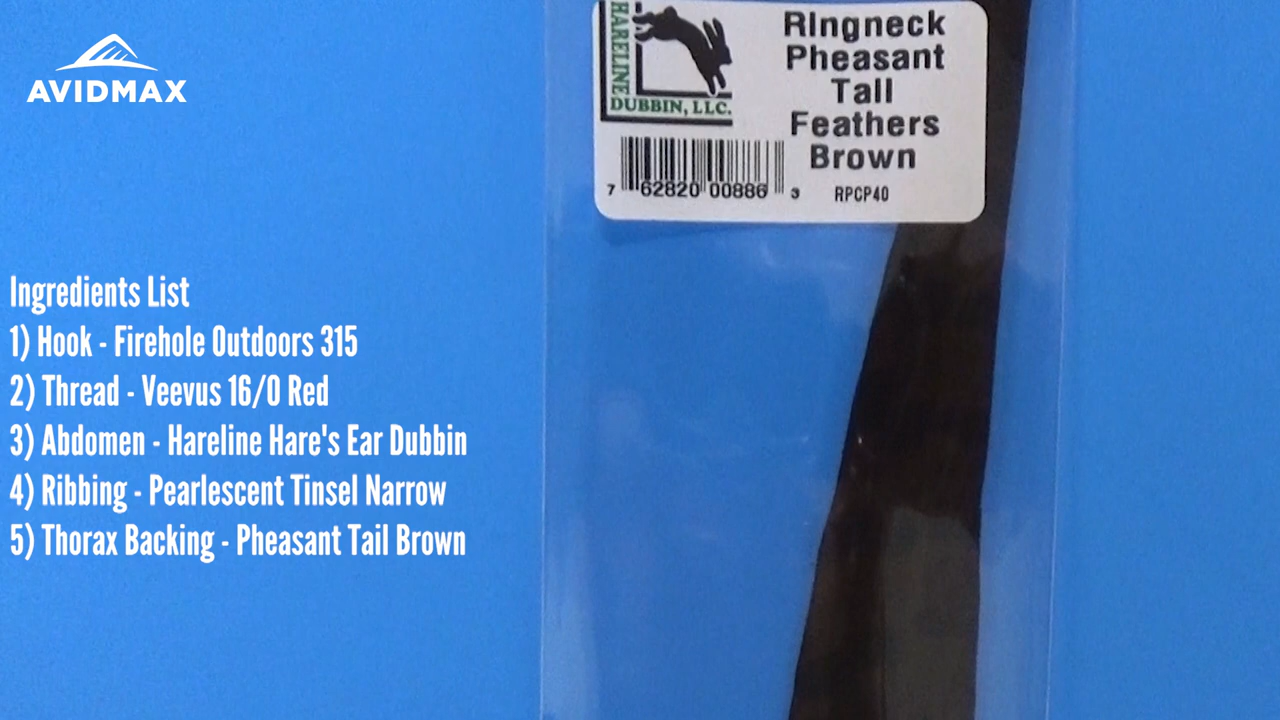 AVIDMAX
Ingredients List
1) Hook - Firehole Outdoors 315
2) Thread - Veevus 16/0 Red
3) Abdomen - Hareline Hare's Ear Dubbin
4) Ribbing - Pearlescent Tinsel Narrow
5) Thorax Backing - Pheasant Tail Brown
HARELINE
DUBBIN, LLC.
RIngneck
Pheasant
Tall
Feathers
Brown
7 62820 00886 3
RPCP40